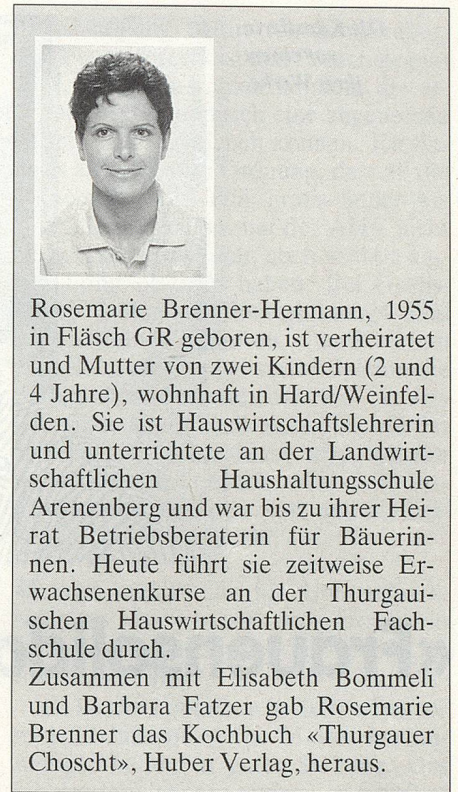 Rosemarie Brenner-Hermann, 1955
in Fläsch GR geboren, ist verheiratet
und Mutter von zwei Kindern (2 und
4 Jahre), wohnhaft in Hard/Weinfel-
den. Sie ist Hauswirtschaftslehrerin
und unterrichtete an der Landwirt-
schaftlichen Haushaltungsschule
Arenenberg und war bis zu ihrer Hei-
rat Betriebsberaterin für Bäuerin-
nen. Heute führt sie zeitweise Er-
wachsenenkurse an der Thurgaui-
schen Hauswirtschaftlichen Fach-
schule durch.
Zusammen mit Elisabeth Bommeli
und Barbara Fatzer gab Rosemarie
Brenner das Kochbuch «Thurgauer
Choscht», Huber Verlag, heraus.